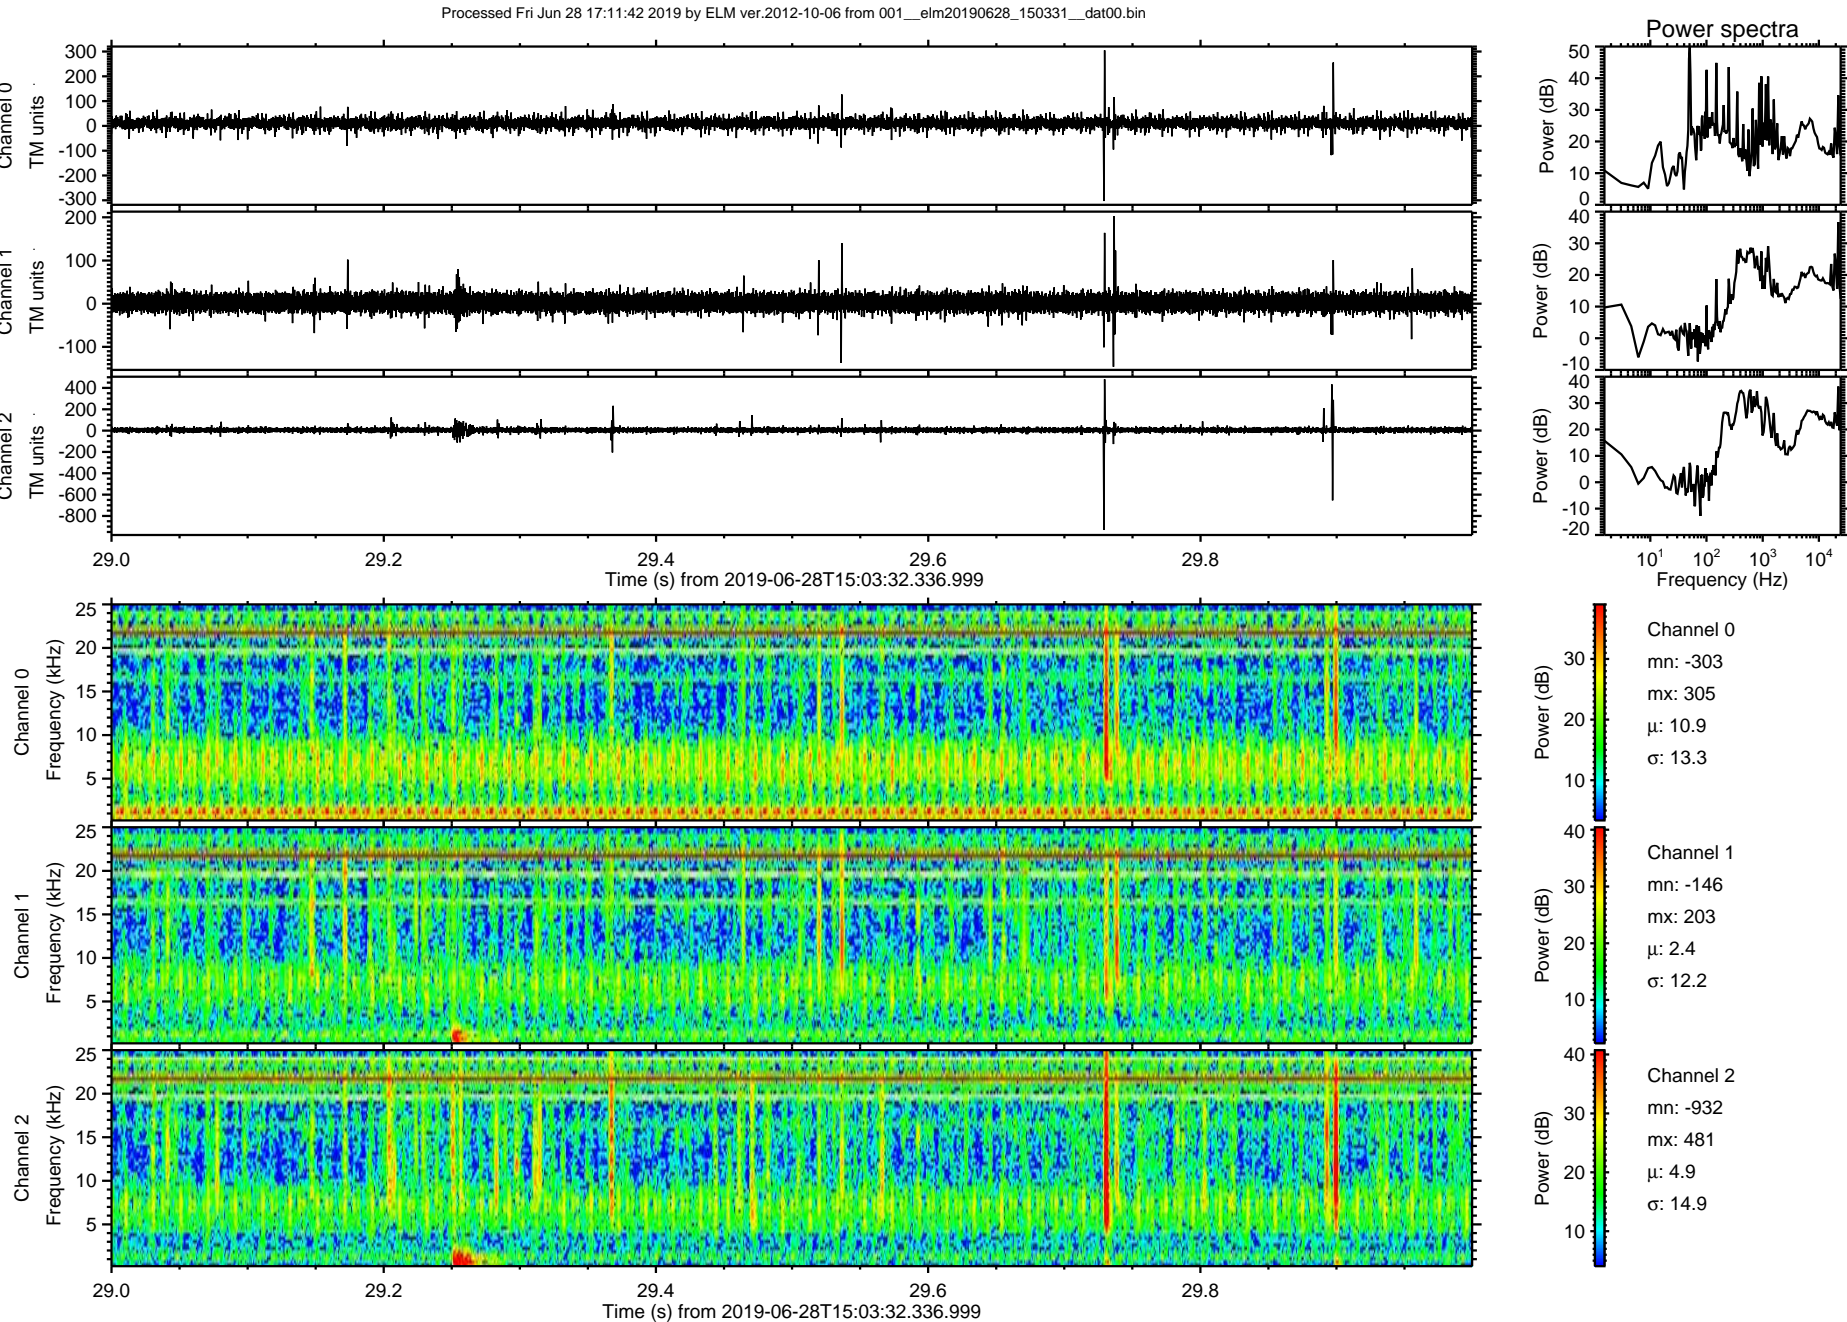 Processed Fri Jun 28 17:11:42 2019 by ELM ver.2012-10-06 from 001__elm20190628_150331__dat00.bin
Power spectra
Channel 0
TM units
300
200
100
0
-100
-200
-300
Power (dB)
50
40
30
20
10
0
Channel 1
TM units
200
100
0
-100
Power (dB)
40
30
20
10
0
-10
Channel 2
TM units
400
200
0
-200
-400
-600
-800
Power (dB)
40
30
20
10
0
-10
-20
29.0 29.2 29.4 29.6 29.8
Time (s) from 2019-06-28T15:03:32.336.999
10¹ 10² 10³ 10⁴
Frequency (Hz)
Channel 0
Frequency (kHz)
25
20
15
10
5
Power (dB)
30
20
10
Channel 0
mn: -303
mx: 305
μ: 10.9
σ: 13.3
Channel 1
Frequency (kHz)
25
20
15
10
5
Power (dB)
40
30
20
10
Channel 1
mn: -146
mx: 203
μ: 2.4
σ: 12.2
Channel 2
Frequency (kHz)
25
20
15
10
5
Power (dB)
40
30
20
10
Channel 2
mn: -932
mx: 481
μ: 4.9
σ: 14.9
29.0 29.2 29.4 29.6 29.8
Time (s) from 2019-06-28T15:03:32.336.999